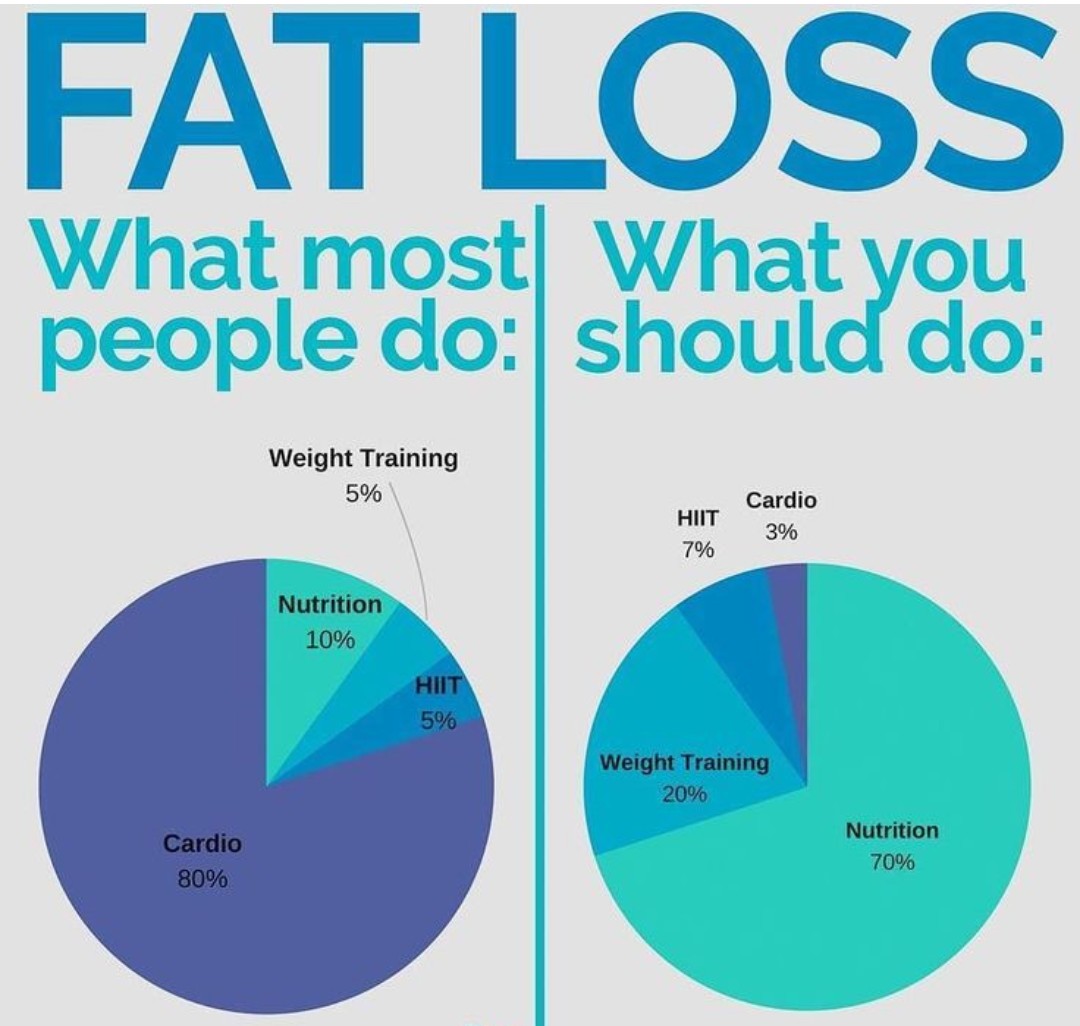 FAT LOSS
What most
people do:
Weight Training
5%
Nutrition
10%
HIIT
5%
Cardio
80%
What you
should do:
Cardio
3%
HIIT
7%
Weight Training
20%
Nutrition
70%